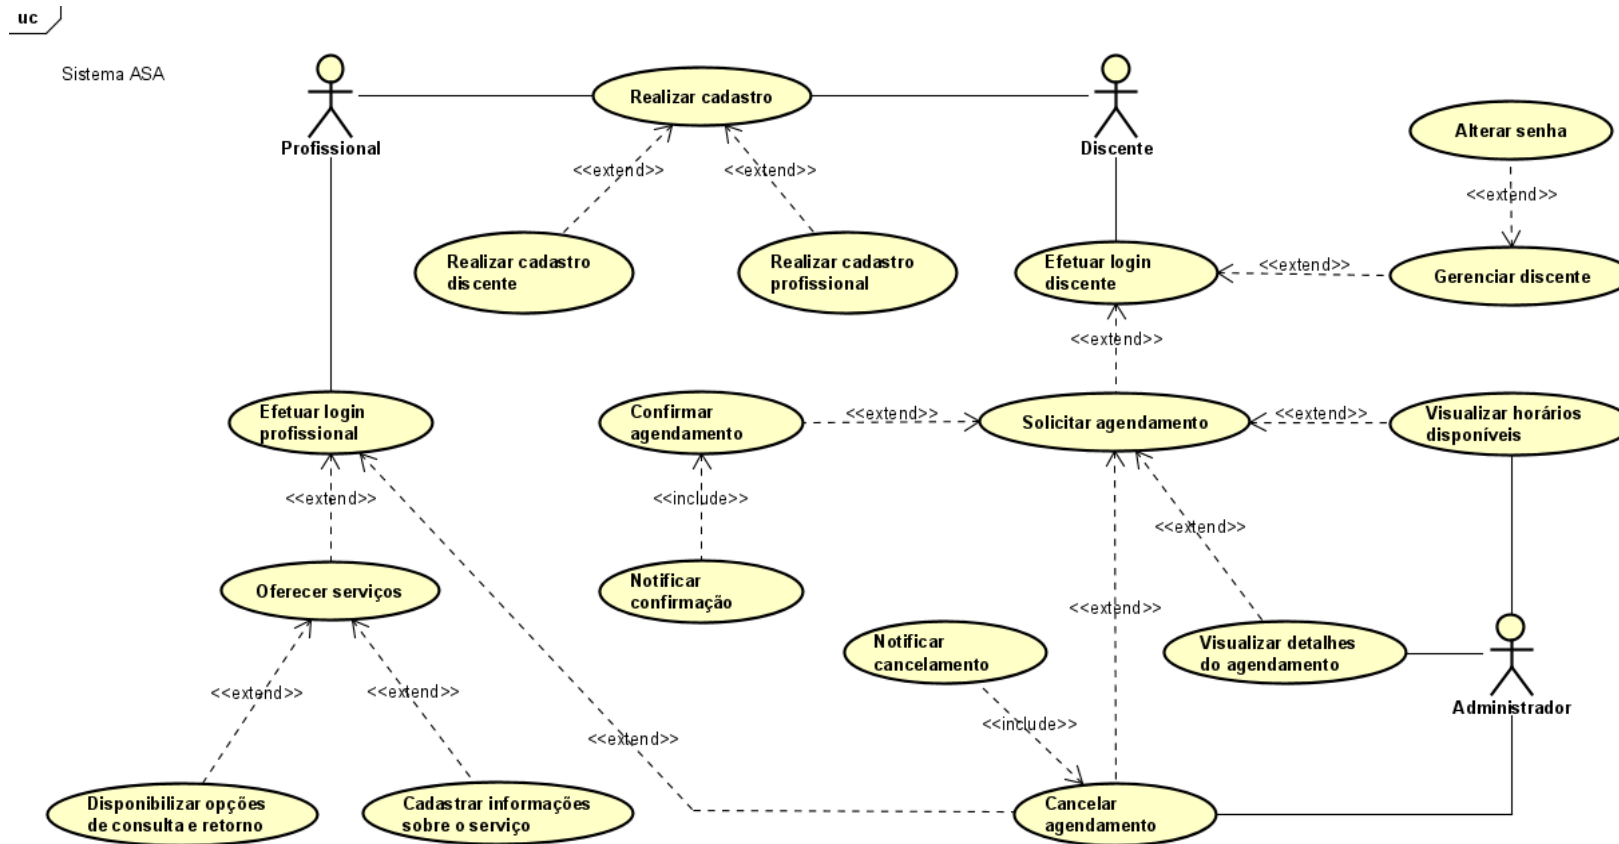 uc
Sistema ASA
Profissional
Realizar cadastro
Discente
Alterar senha
<<extend>>
<<extend>>
<<extend>>
Realizar cadastro
discente
Realizar cadastro
profissional
Efetuar login
discente
<<extend>>
Gerenciar discente
<<extend>>
Efetuar login
profissional
Confirmar
agendamento
<<extend>>
Solicitar agendamento
<<extend>>
Visualizar horários
disponíveis
<<extend>>
<<include>>
<<extend>>
Oferecer serviços
Notificar
confirmação
<<extend>>
Notificar
cancelamento
Visualizar detalhes
do agendamento
Administrador
<<extend>>
<<extend>>
<<extend>>
<<include>>
Disponibilizar opções
de consulta e retorno
Cadastrar informações
sobre o serviço
Cancelar
agendamento